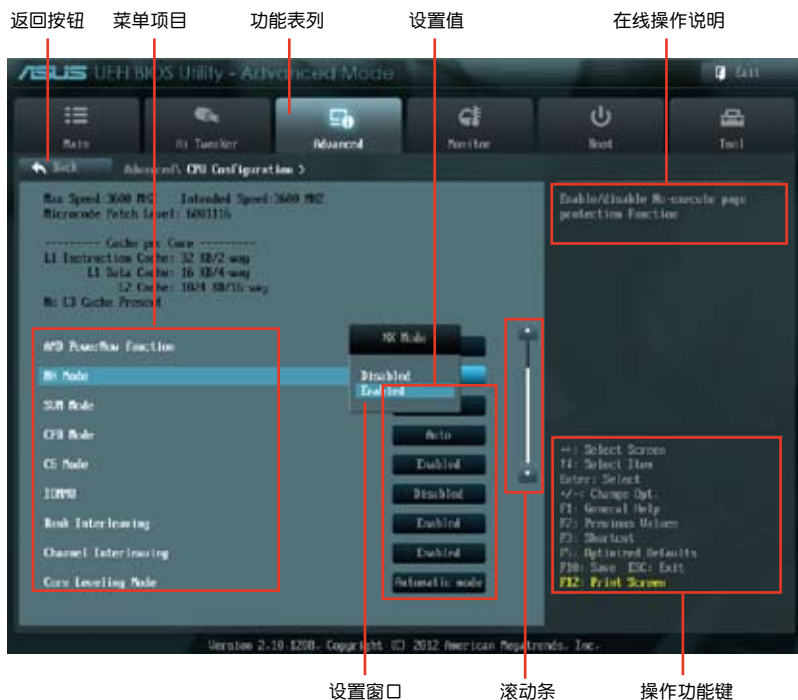 返回按钮 菜单项目 功能表列 设置值 在线操作说明
ASUS UEFI BIOS Utility - Advanced Mode Exit
Main Ai Tweaker Advanced Monitor Boot Tool
Back Advanced\ CPU Configuration >
Max Speed:3600 MHZ Intended Speed:3600 MHZ
Microcode Patch Level: 6001116
---------- Cache per Core ----------
L1 Instruction Cache: 32 KB/2-way
L1 Data Cache: 16 KB/4-way
L2 Cache: 1024 KB/16-way
No L3 Cache Present
Enable/disable No-execute page
protection Function
AMD PowerNow function
NX Mode
NX Mode
Disabled
Enabled
SVM Mode
CPB Mode Auto
C6 Mode Enabled
IOMMU Disabled
Bank Interleaving Enabled
Channel Interleaving Enabled
Core Leveling Mode Automatic mode
→←: Select Screen
↑↓: Select Item
Enter: Select
+/-: Change Opt.
F1: General Help
F2: Previous Values
F3: Shortcut
F5: Optimized Defaults
F10: Save ESC: Exit
F12: Print Screen
Version 2.10.1208. Copyright (C) 2012 American Megatrends, Inc.
设置窗口 滚动条 操作功能键